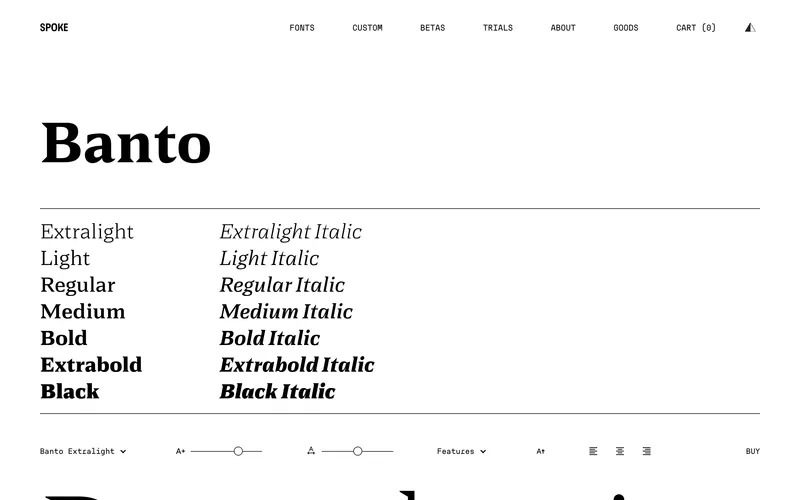 SPOKE FONTS CUSTOM BETAS TRIALS ABOUT GOODS CART (0)
Banto
Extralight Extralight Italic
Light Light Italic
Regular Regular Italic
Medium Medium Italic
Bold Bold Italic
Extrabold Extrabold Italic
Black Black Italic
Banto Extralight A+ Features A↑ BUY